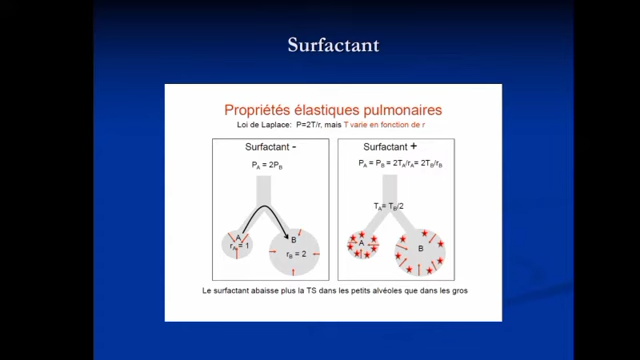 Surfactant
Propriétés élastiques pulmonaires
Loi de Laplace: P=2T/r, mais T varie en fonction de r
Surfactant -
P_A = 2P_B
A
r_A = 1
B
r_B = 2
Surfactant +
P_A = P_B = 2T_A/r_A = 2T_B/r_B
T_A = T_B/2
A
B
Le surfactant abaisse plus la TS dans les petits alvéoles que dans les gros